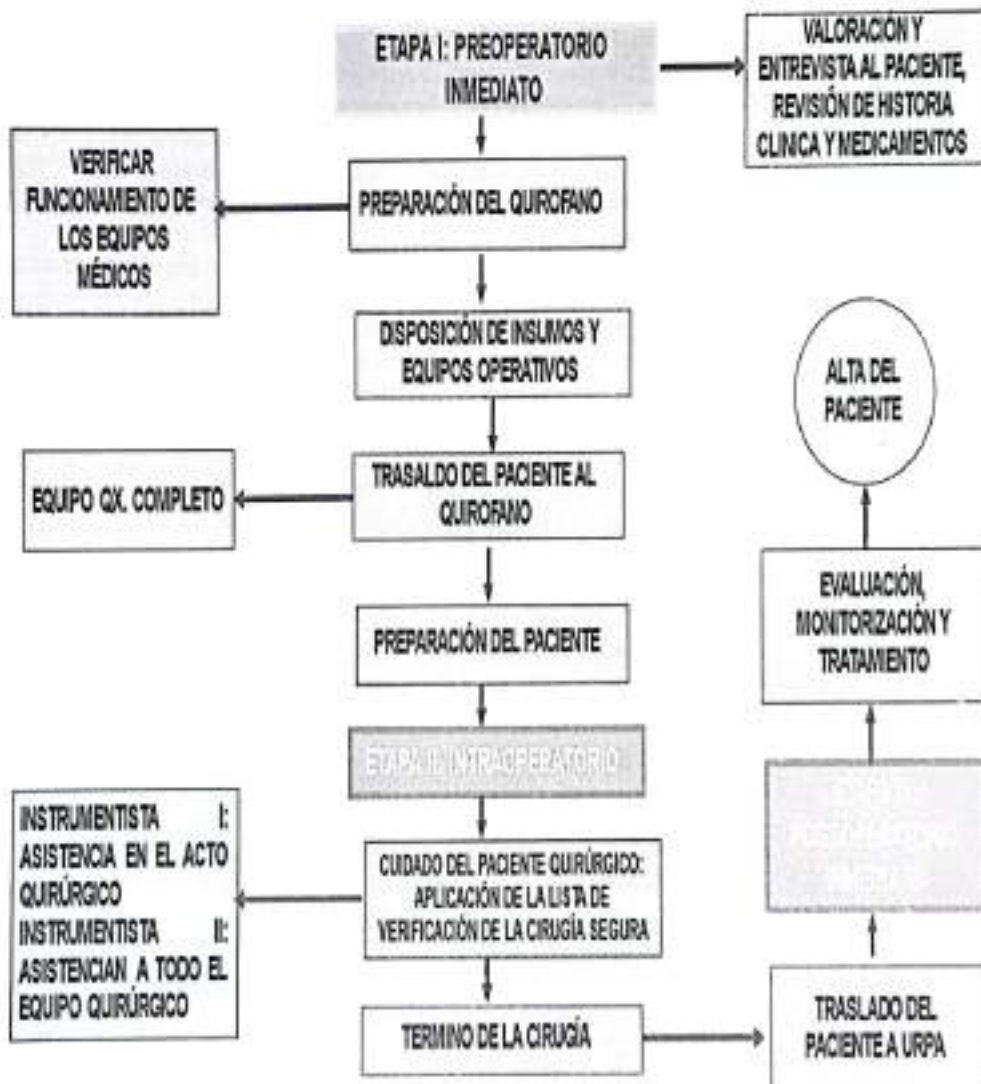 ETAPA I: PREOPERATORIO
INMEDIATO
VALORACIÓN Y
ENTREVISTA AL PACIENTE,
REVISIÓN DE HISTORIA
CLINICA Y MEDICAMENTOS
VERIFICAR
FUNCIONAMIENTO DE
LOS EQUIPOS
MÉDICOS
PREPARACIÓN DEL QUIROFANO
DISPOSICIÓN DE INSUMOS Y
EQUIPOS OPERATIVOS
EQUIPO QX. COMPLETO
TRASALDO DEL PACIENTE AL
QUIROFANO
PREPARACIÓN DEL PACIENTE
ETAPA II: INTRAOPERATORIO
INSTRUMENTISTA I:
ASISTENCIA EN EL ACTO
QUIRÚRGICO
INSTRUMENTISTA II:
ASISTENCIAN A TODO EL
EQUIPO QUIRÚRGICO
CUIDADO DEL PACIENTE QUIRÚRGICO:
APLICACIÓN DE LA LISTA DE
VERIFICACIÓN DE LA CIRUGÍA SEGURA
TERMINO DE LA CIRUGÍA
TRASLADO DEL
PACIENTE A URPA
EVALUACIÓN,
MONITORIZACIÓN Y
TRATAMIENTO
ALTA DEL
PACIENTE